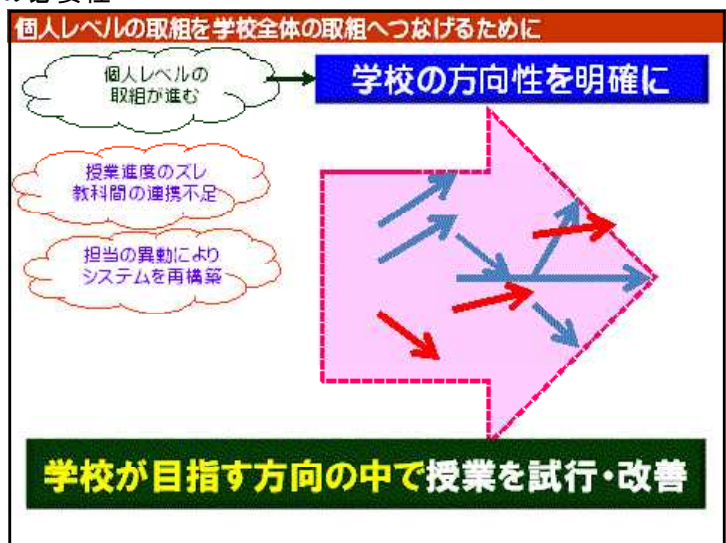 の必要性
個人レベルの取組を学校全体の取組へつなげるために
個人レベルの
取組が進む
学校の方向性を明確に
授業進度のズレ
教科間の連携不足
担当の異動により
システムを再構築
学校が目指す方向の中で授業を試行・改善